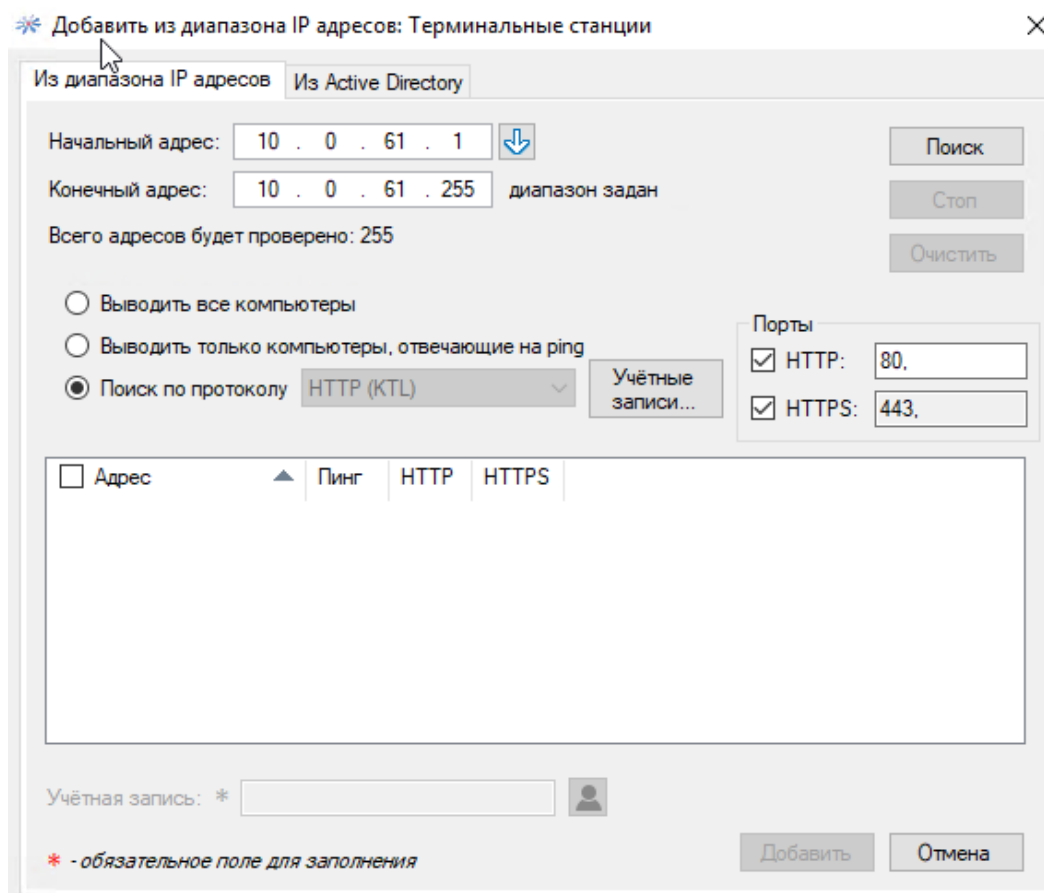 Добавить из диапазона IP адресов: Терминальные станции
Из диапазона IP адресов Из Active Directory
Начальный адрес: 10 . 0 . 61 . 1
Поиск
Конечный адрес: 10 . 0 . 61 . 255 диапазон задан
Стоп
Всего адресов будет проверено: 255
Очистить
Выводить все компьютеры
Порты
Выводить только компьютеры, отвечающие на ping
HTTP: 80,
Поиск по протоколу HTTP (KTL)
Учётные
записи...
HTTPS: 443,
Адрес Пинг HTTP HTTPS
Учётная запись: *
* - обязательное поле для заполнения
Добавить Отмена